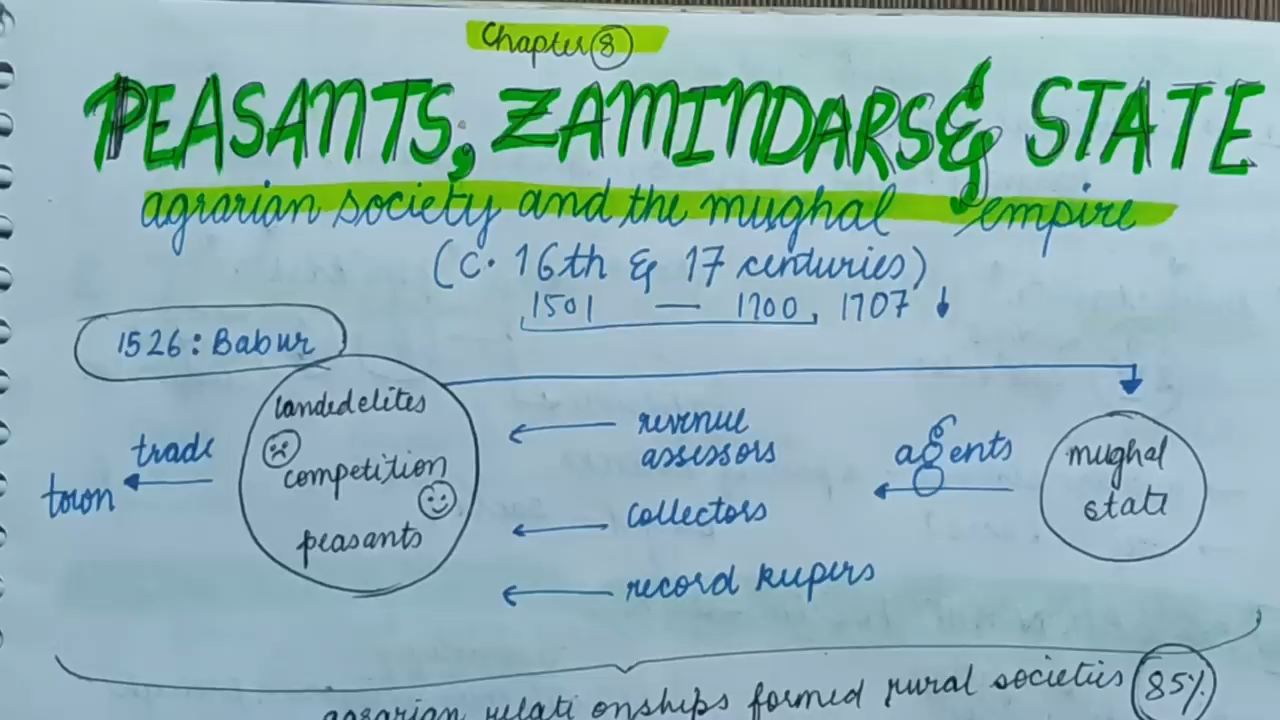 Chapter 8
PEASANTS, ZAMINDARS & STATE
agrarian society and the mughal empire
(c. 16th & 17 centuries)
1501 — 1700, 1707 ↓
1526: Babur
landed elites
competition
peasants
trade
town
revenue
assessors
collectors
record keepers
agents
mughal
state
agrarian relationships formed rural societies 85%